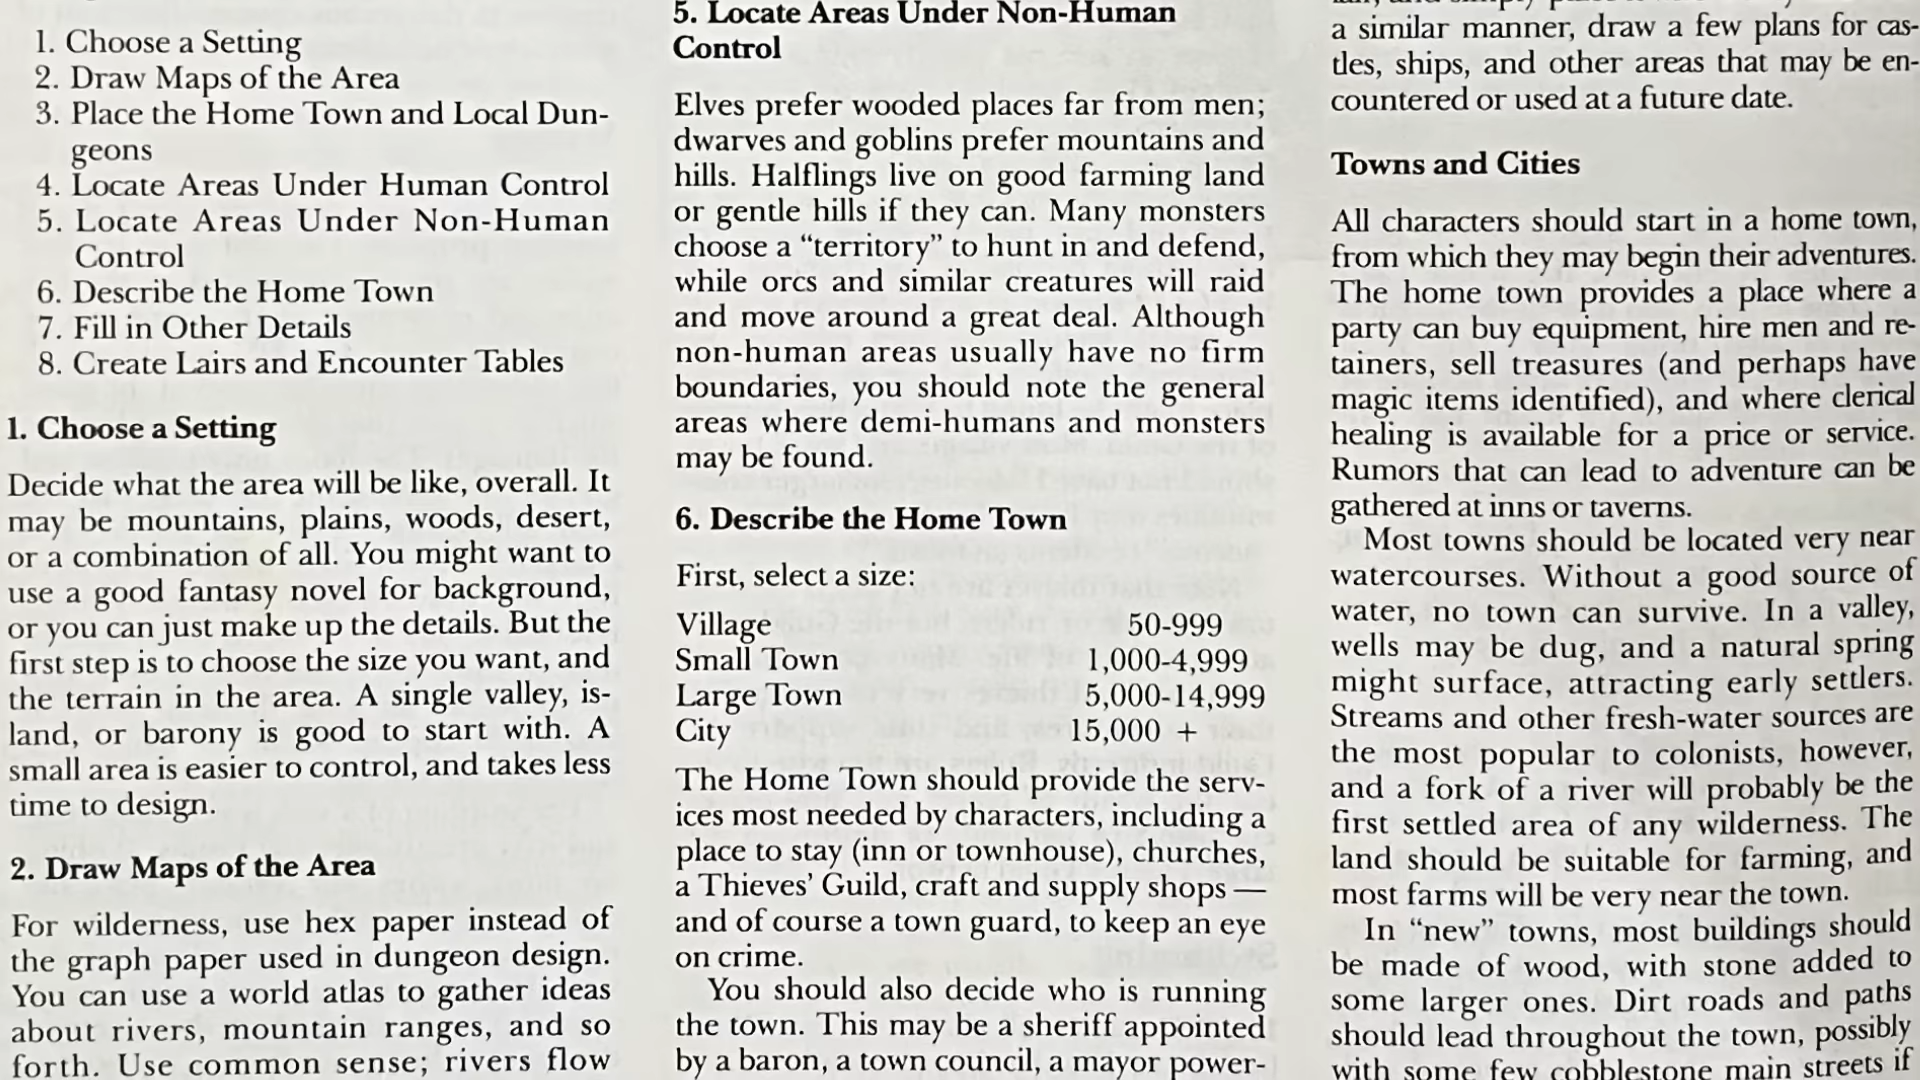 1. Choose a Setting
2. Draw Maps of the Area
3. Place the Home Town and Local Dun-
geons
4. Locate Areas Under Human Control
5. Locate Areas Under Non-Human
Control
6. Describe the Home Town
7. Fill in Other Details
8. Create Lairs and Encounter Tables
1. Choose a Setting
Decide what the area will be like, overall. It
may be mountains, plains, woods, desert,
or a combination of all. You might want to
use a good fantasy novel for background,
or you can just make up the details. But the
first step is to choose the size you want, and
the terrain in the area. A single valley, is-
land, or barony is good to start with. A
small area is easier to control, and takes less
time to design.
2. Draw Maps of the Area
For wilderness, use hex paper instead of
the graph paper used in dungeon design.
You can use a world atlas to gather ideas
about rivers, mountain ranges, and so
forth. Use common sense; rivers flow
5. Locate Areas Under Non-Human
Control
Elves prefer wooded places far from men;
dwarves and goblins prefer mountains and
hills. Halflings live on good farming land
or gentle hills if they can. Many monsters
choose a “territory” to hunt in and defend,
while orcs and similar creatures will raid
and move around a great deal. Although
non-human areas usually have no firm
boundaries, you should note the general
areas where demi-humans and monsters
may be found.
6. Describe the Home Town
First, select a size:
Village 50-999
Small Town 1,000-4,999
Large Town 5,000-14,999
City 15,000 +
The Home Town should provide the serv-
ices most needed by characters, including a
place to stay (inn or townhouse), churches,
a Thieves’ Guild, craft and supply shops —
and of course a town guard, to keep an eye
on crime.
You should also decide who is running
the town. This may be a sheriff appointed
by a baron, a town council, a mayor power-
a similar manner, draw a few plans for cas-
tles, ships, and other areas that may be en-
countered or used at a future date.
Towns and Cities
All characters should start in a home town,
from which they may begin their adventures.
The home town provides a place where a
party can buy equipment, hire men and re-
tainers, sell treasures (and perhaps have
magic items identified), and where clerical
healing is available for a price or service.
Rumors that can lead to adventure can be
gathered at inns or taverns.
Most towns should be located very near
watercourses. Without a good source of
water, no town can survive. In a valley,
wells may be dug, and a natural spring
might surface, attracting early settlers.
Streams and other fresh-water sources are
the most popular to colonists, however,
and a fork of a river will probably be the
first settled area of any wilderness. The
land should be suitable for farming, and
most farms will be very near the town.
In “new” towns, most buildings should
be made of wood, with stone added to
some larger ones. Dirt roads and paths
should lead throughout the town, possibly
with some few cobblestone main streets if